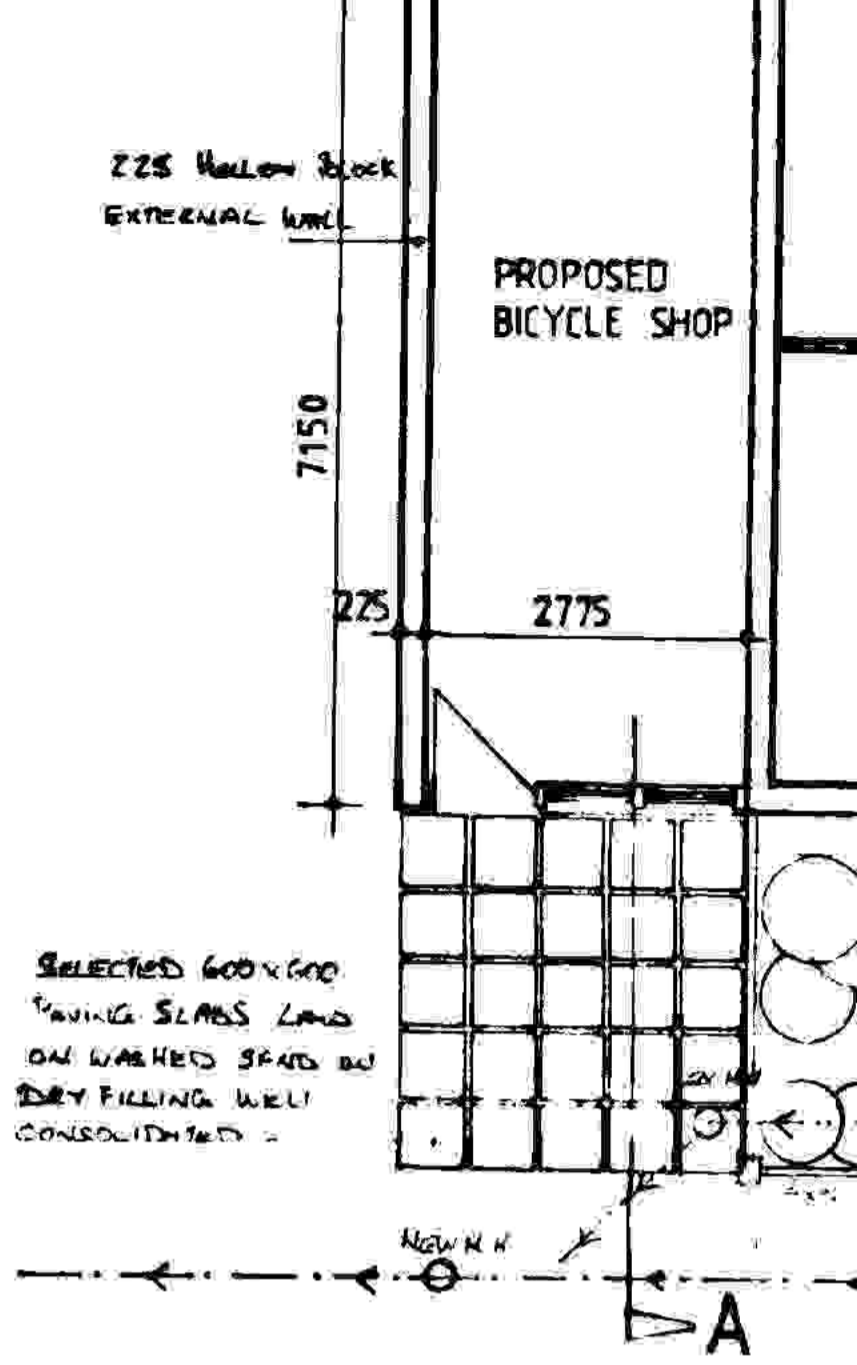 225 Hollow Block
EXTERNAL WALL
PROPOSED
BICYCLE SHOP
7150
225
2775
SELECTED 600 x 600
PAVING SLABS LAID
ON WASHED SAND ON
DRY FILLING WELL
CONSOLIDATED
NEW M H
A